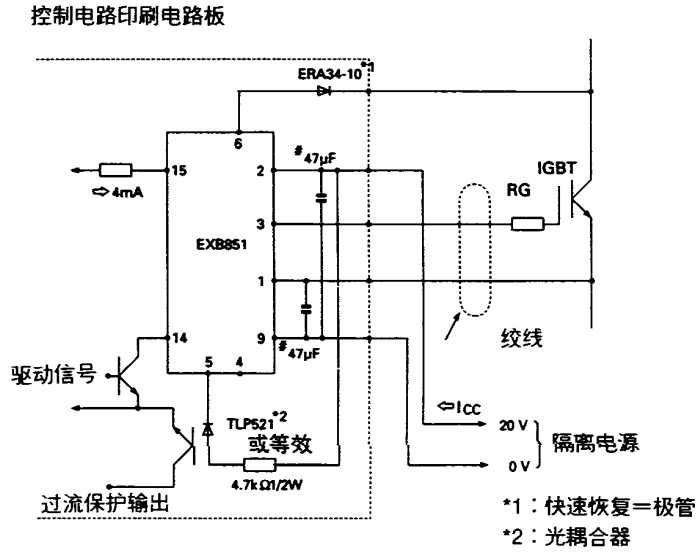 控制电路印刷电路板
ERA34-10*1
6
15
2
#47μF
IGBT
⇨4mA
RG
3
EXB851
1
14
9
#47μF
绞线
5
4
驱动信号
⇦ICC
TLP521*2
或等效
20 V
隔离电源
4.7kΩ1/2W
0 V
过流保护输出
*1：快速恢复＝极管
*2：光耦合器